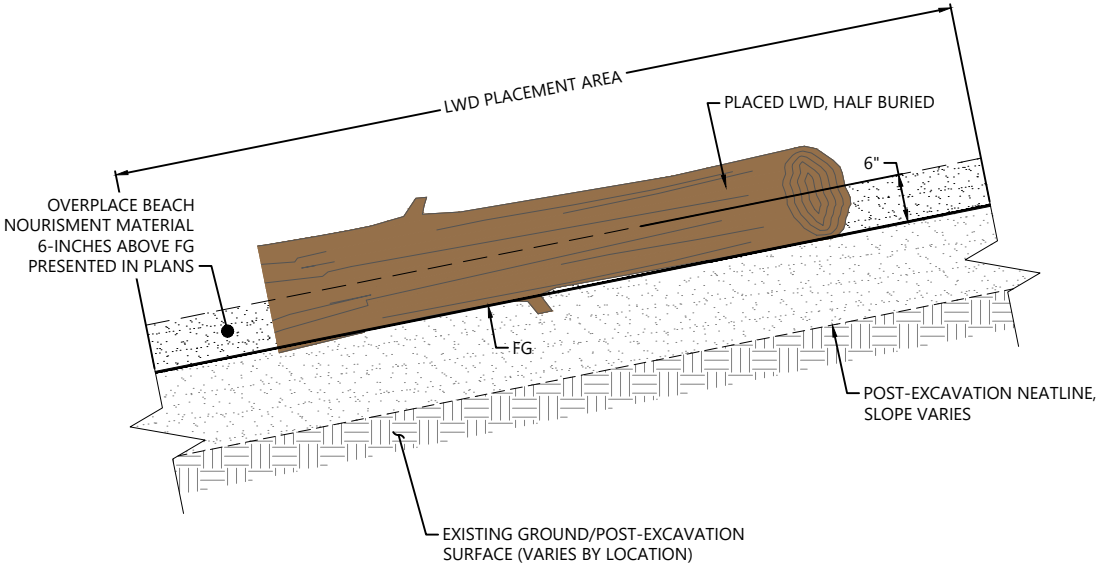 LWD PLACEMENT AREA
PLACED LWD, HALF BURIED
6"
OVERPLACE BEACH
NOURISMENT MATERIAL
6-INCHES ABOVE FG
PRESENTED IN PLANS
FG
POST-EXCAVATION NEATLINE,
SLOPE VARIES
EXISTING GROUND/POST-EXCAVATION
SURFACE (VARIES BY LOCATION)